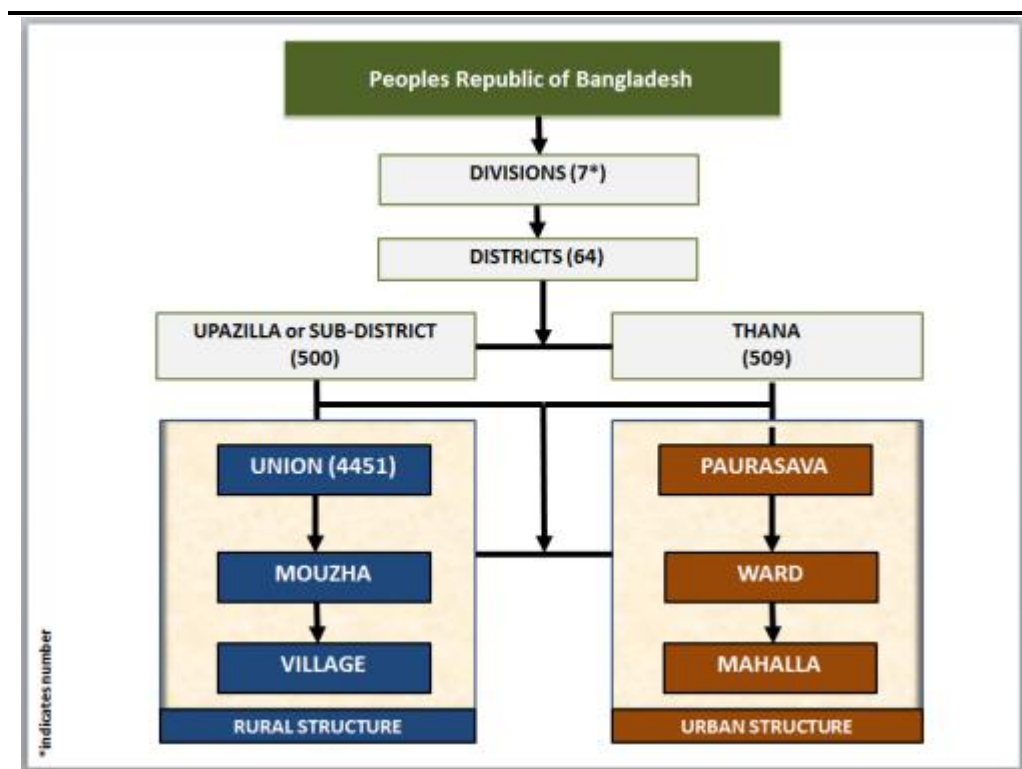 Peoples Republic of Bangladesh
DIVISIONS (7*)
DISTRICTS (64)
UPAZILLA or SUB-DISTRICT
(500)
THANA
(509)
UNION (4451)
MOUZHA
VILLAGE
RURAL STRUCTURE
PAURASAVA
WARD
MAHALLA
URBAN STRUCTURE
*indicates number